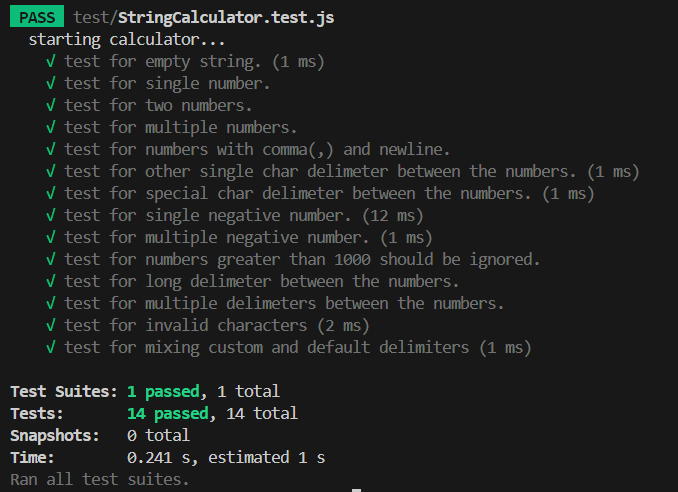 PASS test/StringCalculator.test.js
starting calculator...
√ test for empty string. (1 ms)
√ test for single number.
√ test for two numbers.
√ test for multiple numbers.
√ test for numbers with comma(,) and newline.
√ test for other single char delimeter between the numbers. (1 ms)
√ test for special char delimeter between the numbers. (1 ms)
√ test for single negative number. (12 ms)
√ test for multiple negative number. (1 ms)
√ test for numbers greater than 1000 should be ignored.
√ test for long delimeter between the numbers.
√ test for multiple delimeters between the numbers.
√ test for invalid characters (2 ms)
√ test for mixing custom and default delimiters (1 ms)
Test Suites: 1 passed, 1 total
Tests: 14 passed, 14 total
Snapshots: 0 total
Time: 0.241 s, estimated 1 s
Ran all test suites.